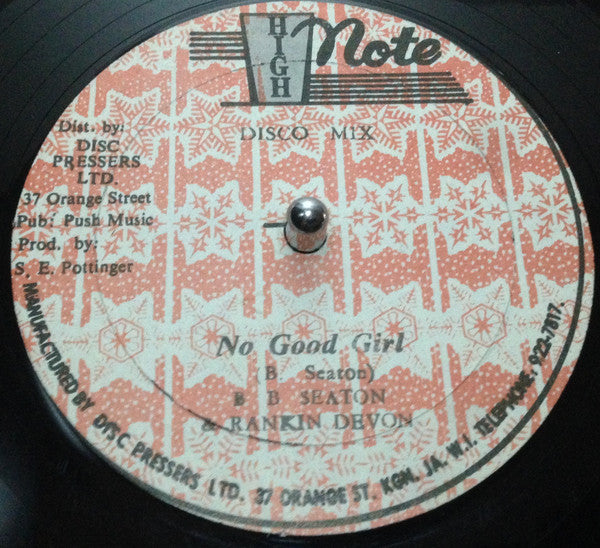 HIGH Note
DISCO MIX
Dist. by:
DISC
PRESSERS
LTD.
37 Orange Street
Pub: Push Music
Prod. by:
S. E. Pottinger
No Good Girl
(B. Seaton)
B B SEATON
& RANKIN DEVON
MANUFACTURED BY DISC PRESSERS LTD. 37 ORANGE ST. KGN. JA. W.I. TELEPHONE: 922-7817.